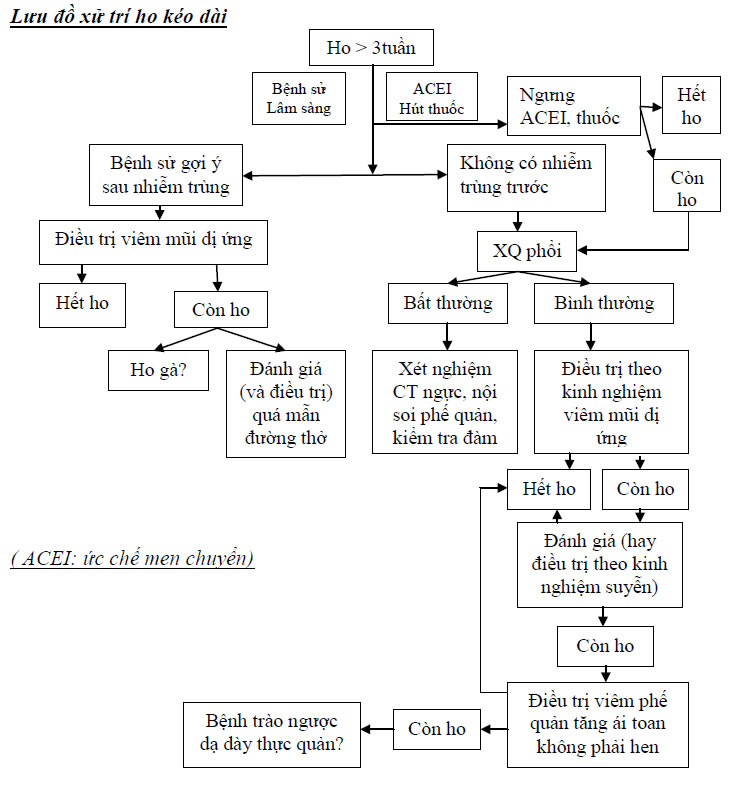 Lưu đồ xử trí ho kéo dài
Ho > 3tuần
Bệnh sử
Lâm sàng
ACEI
Hút thuốc
Ngưng
ACEI, thuốc
Hết
ho
Còn
ho
Bệnh sử gợi ý
sau nhiễm trùng
Không có nhiễm
trùng trước
Điều trị viêm mũi dị ứng
XQ phổi
Hết ho
Còn ho
Bất thường
Bình thường
Ho gà?
Đánh giá
(và điều trị)
quá mẫn
đường thở
Xét nghiệm
CT ngực, nội
soi phế quản,
kiểm tra đàm
Điều trị theo
kinh nghiệm
viêm mũi dị
ứng
Hết ho
Còn ho
Đánh giá (hay
điều trị theo kinh
nghiệm suyễn)
( ACEI: ức chế men chuyển)
Còn ho
Điều trị viêm phế
quản tăng ái toan
không phải hen
Còn ho
Bệnh trào ngược
dạ dày thực quản?